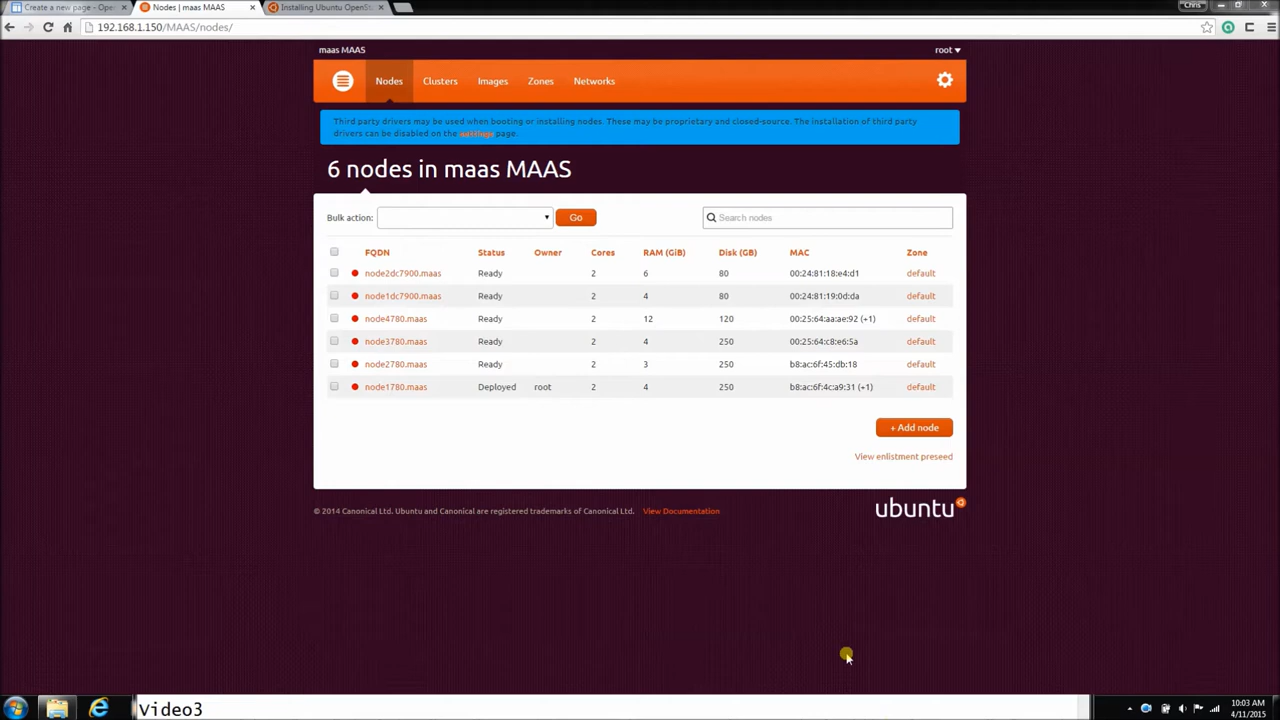 Create a new page - Open
Nodes | maas MAAS
Installing Ubuntu OpenSt
Chris
192.168.1.150/MAAS/nodes/
maas MAAS
root
Nodes
Clusters
Images
Zones
Networks
Third party drivers may be used when booting or installing nodes. These may be proprietary and closed-source. The installation of third party
drivers can be disabled on the settings page.
6 nodes in maas MAAS
Bulk action:
Go
Search nodes
FQDN Status Owner Cores RAM (GiB) Disk (GB) MAC Zone
node2dc7900.maas Ready 2 6 80 00:24:81:18:e4:d1 default
node1dc7900.maas Ready 2 4 80 00:24:81:19:0d:da default
node4780.maas Ready 2 12 120 00:25:64:aa:ae:92 (+1) default
node3780.maas Ready 2 4 250 00:25:64:c8:e6:5a default
node2780.maas Ready 2 3 250 b8:ac:6f:45:db:18 default
node1780.maas Deployed root 2 4 250 b8:ac:6f:4c:a9:31 (+1) default
+ Add node
View enlistment preseed
© 2014 Canonical Ltd. Ubuntu and Canonical are registered trademarks of Canonical Ltd. View Documentation
ubuntu
Video3
10:03 AM
4/11/2015